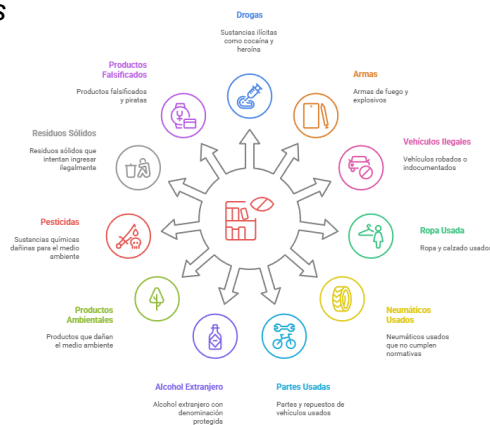 s
Drogas
Sustancias ilícitas
como cocaína y
heroína
Armas
Armas de fuego y
explosivos
Vehículos Ilegales
Vehículos robados o
indocumentados
Ropa Usada
Ropa y calzado usados
Neumáticos
Usados
Neumáticos usados
que no cumplen
normativas
Partes Usadas
Partes y repuestos de
vehículos usados
Alcohol Extranjero
Alcohol extranjero con
denominación
protegida
Productos
Ambientales
Productos que dañan
el medio ambiente
Pesticidas
Sustancias químicas
dañinas para el medio
ambiente
Residuos Sólidos
Residuos sólidos que
intentan ingresar
ilegalmente
Productos
Falsificados
Productos falsificados
y piratas